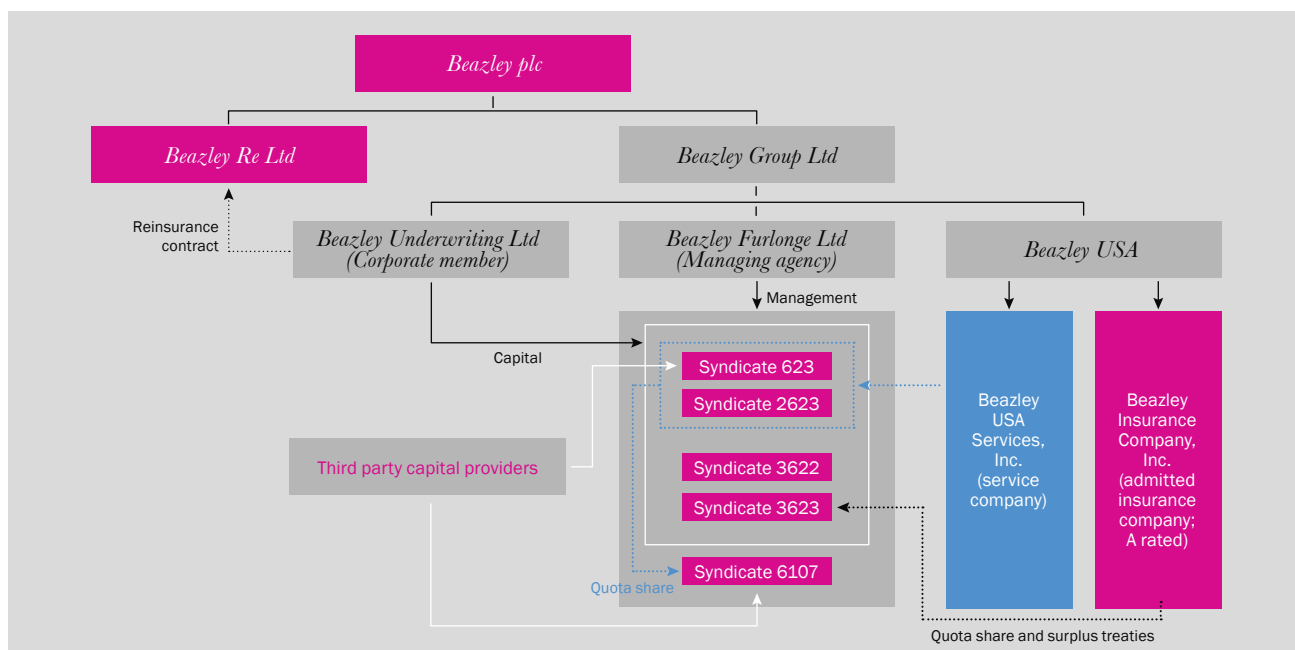 Beazley plc
Beazley Re Ltd
Beazley Group Ltd
Reinsurance
contract
Beazley Underwriting Ltd
(Corporate member)
Beazley Furlonge Ltd
(Managing agency)
Beazley USA
Management
Capital
Syndicate 623
Syndicate 2623
Third party capital providers
Syndicate 3622
Syndicate 3623
Syndicate 6107
Quota share
Beazley
USA
Services,
Inc.
(service
company)
Beazley
Insurance
Company,
Inc.
(admitted
insurance
company;
A rated)
Quota share and surplus treaties